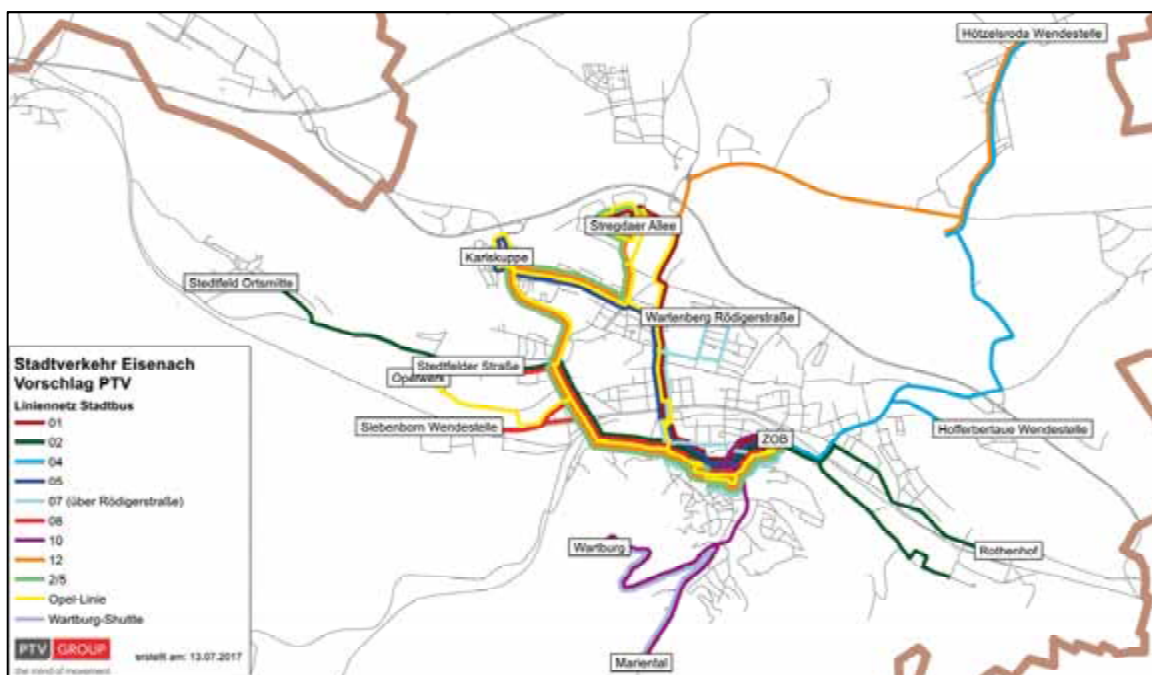 Hötzelsroda Wendestelle
Stregdaer Allee
Karlskuppe
Stedtfeld Ortsmitte
Wartenberg Rödigerstraße
Stedtfelder Straße
Opelwerk
Siebenborn Wendestelle
Hofferbertaue Wendestelle
ZOB
Wartburg
Rothenhof
Mariental
Stadtverkehr Eisenach
Vorschlag PTV
Liniennetz Stadtbus
01
02
04
05
07 (über Rödigerstraße)
08
10
12
2/5
Opel-Linie
Wartburg-Shuttle
PTV GROUP
the mind of movement
erstellt am: 13.07.2017